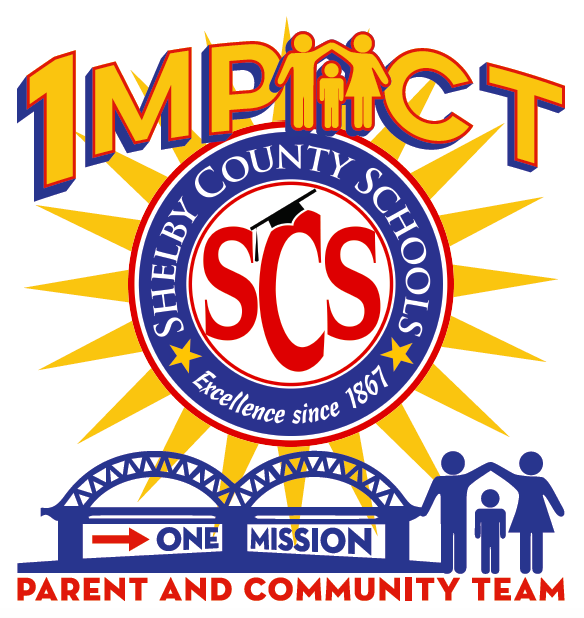 1MPACT
SHELBY COUNTY SCHOOLS
SCS
Excellence since 1867
ONE MISSION
PARENT AND COMMUNITY TEAM